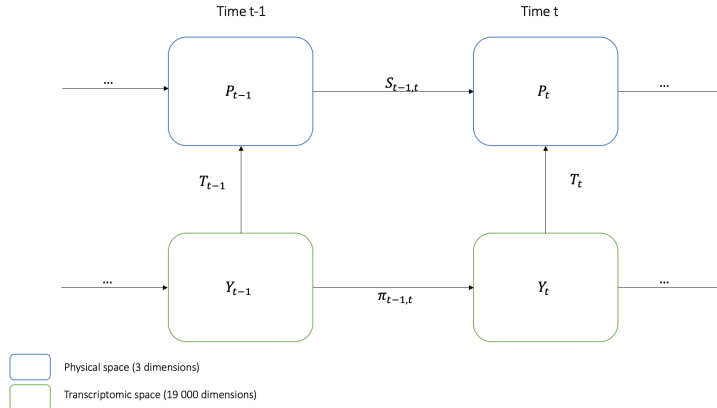 Time t-1 Time t
... S_{t−1,t} ...
P_{t−1} P_t
T_{t−1} T_t
... π_{t−1,t} ...
Y_{t−1} Y_t
Physical space (3 dimensions)
Transcriptomic space (19 000 dimensions)